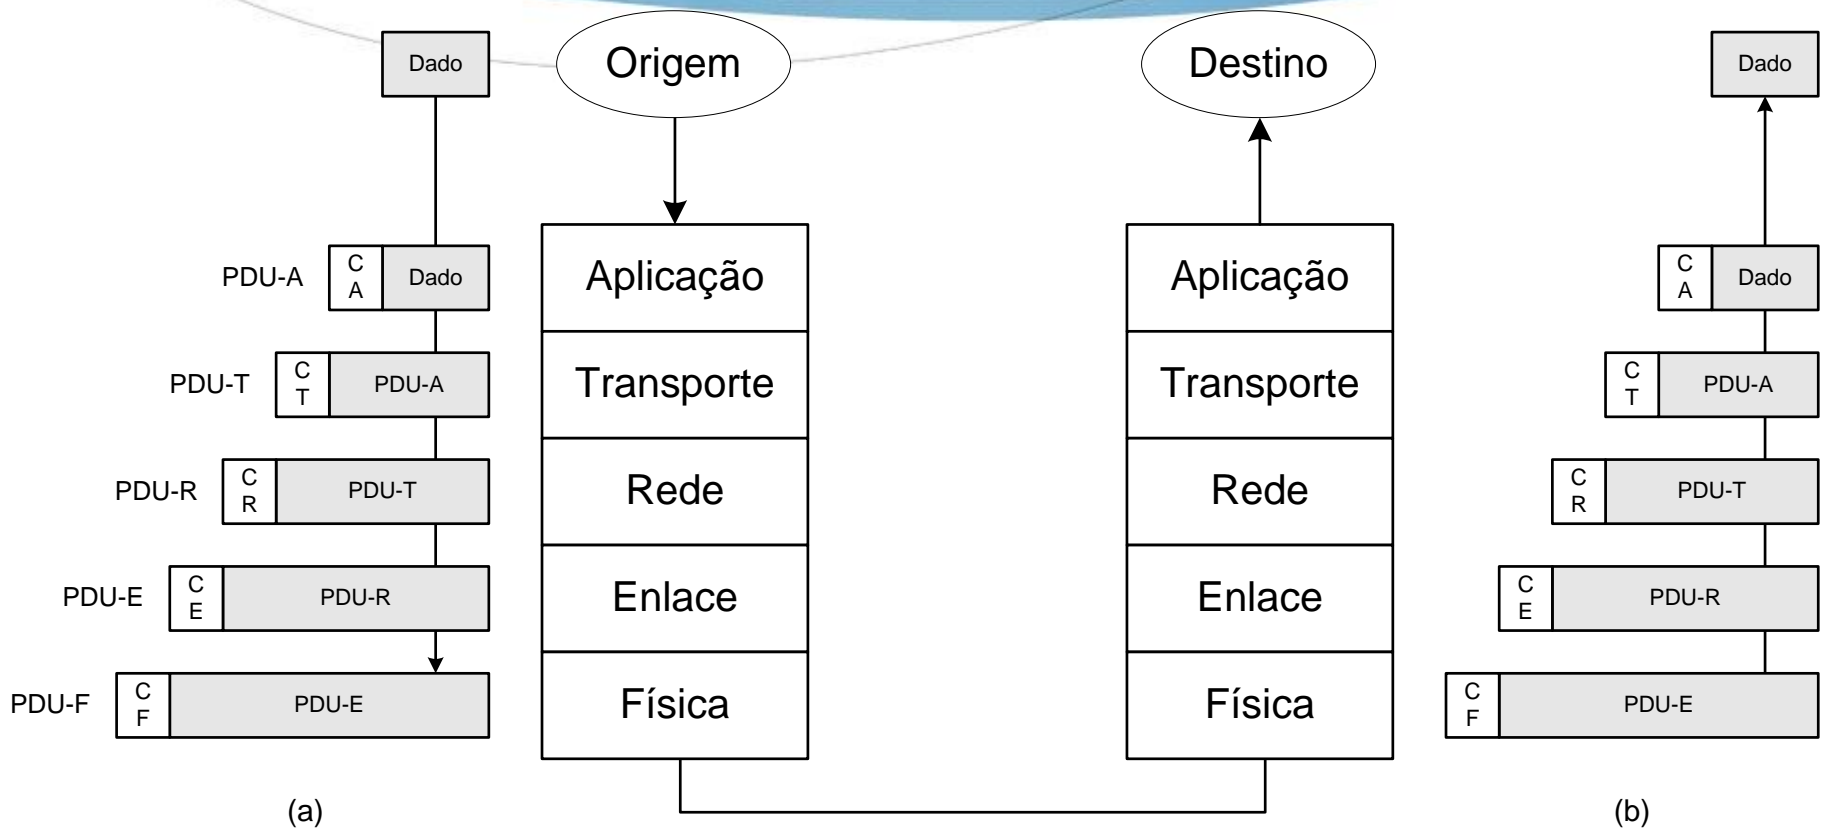 Dado
Origem
Destino
Dado
PDU-A
C
A
Dado
Aplicação
Aplicação
C
A
Dado
PDU-T
C
T
PDU-A
Transporte
Transporte
C
T
PDU-A
PDU-R
C
R
PDU-T
Rede
Rede
C
R
PDU-T
PDU-E
C
E
PDU-R
Enlace
Enlace
C
E
PDU-R
PDU-F
C
F
PDU-E
Física
Física
C
F
PDU-E
(a)
(b)